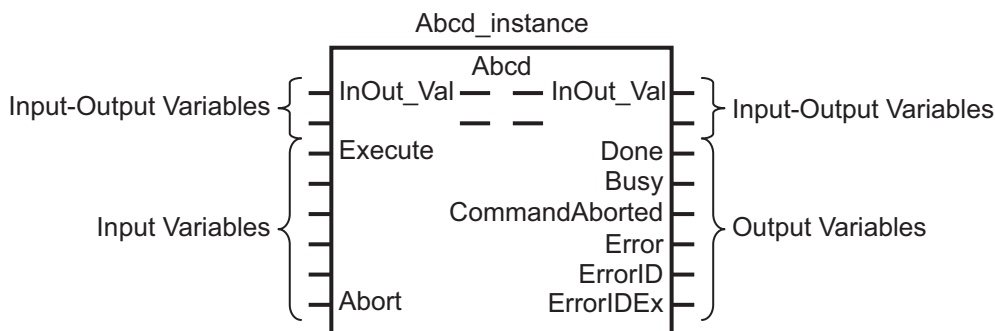 Abcd_instance
Abcd
InOut_Val InOut_Val
Input-Output Variables Input-Output Variables
Execute Done
Busy
Input Variables CommandAborted Output Variables
Error
ErrorID
Abort ErrorIDEx